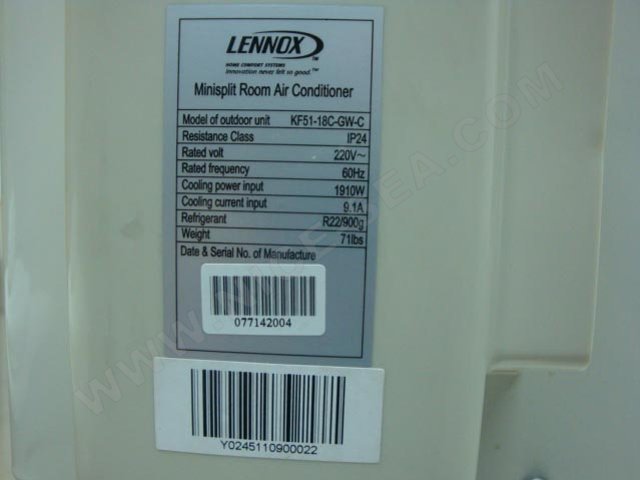 LENNOX™
HOME COMFORT SYSTEMS
Innovation never felt so good.™
Minisplit Room Air Conditioner
Model of outdoor unit KF51-18C-GW-C
Resistance Class IP24
Rated volt 220V~
Rated frequency 60Hz
Cooling power input 1910W
Cooling current input 9.1A
Refrigerant R22/900g
Weight 71lbs
Date & Serial No. of Manufacture
077142004
Y0245110900022